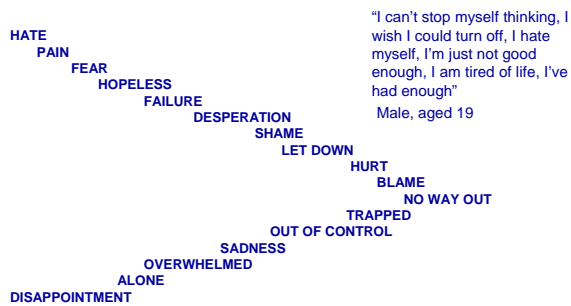 “I can’t stop myself thinking, I
wish I could turn off, I hate
myself, I’m just not good
enough, I am tired of life, I’ve
had enough”
Male, aged 19
HATE
PAIN
FEAR
HOPELESS
FAILURE
DESPERATION
SHAME
LET DOWN
HURT
BLAME
NO WAY OUT
TRAPPED
OUT OF CONTROL
SADNESS
OVERWHELMED
ALONE
DISAPPOINTMENT